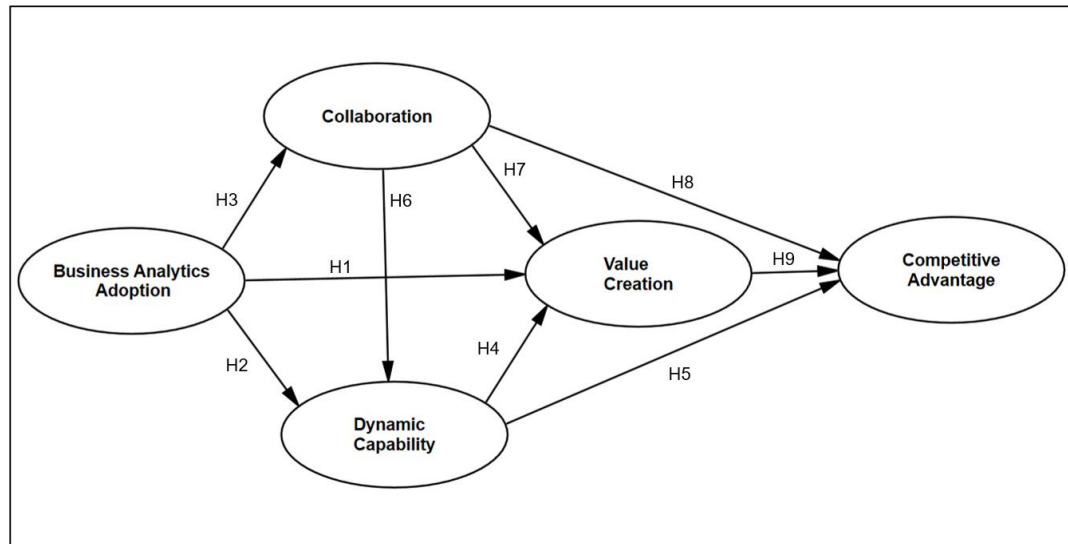 Collaboration
H7
H8
H3
H6
Business Analytics
Adoption
H1
Value
Creation
H9
Competitive
Advantage
H2
H4
H5
Dynamic
Capability